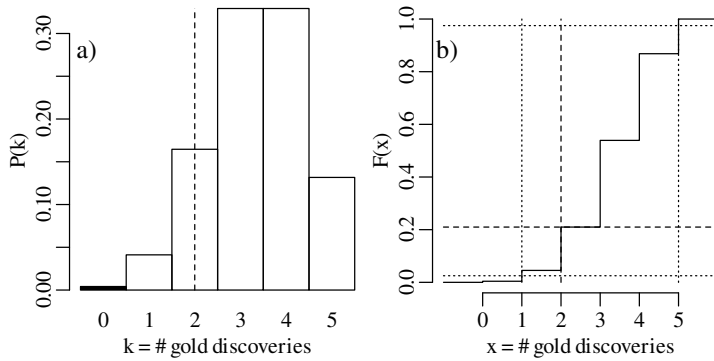 a)
P(k)
0.30
0.20
0.10
0.00
0 1 2 3 4 5
k = # gold discoveries
b)
F(x)
1.0
0.8
0.6
0.4
0.2
0.0
0 1 2 3 4 5
x = # gold discoveries